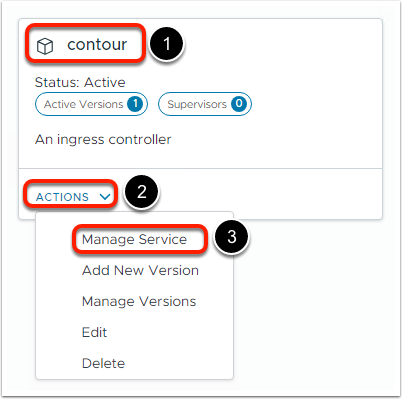 contour 1
Status: Active
Active Versions 1 Supervisors 0
An ingress controller
ACTIONS 2
Manage Service 3
Add New Version
Manage Versions
Edit
Delete